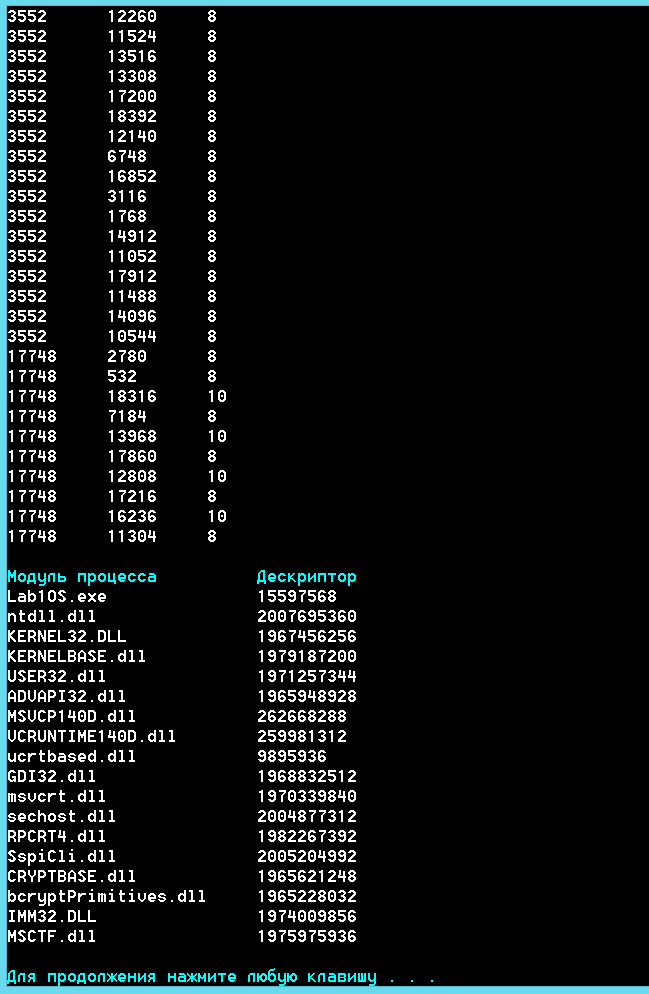 3552 12260 8
3552 11524 8
3552 13516 8
3552 13308 8
3552 17200 8
3552 18392 8
3552 12140 8
3552 6748 8
3552 16852 8
3552 3116 8
3552 1768 8
3552 14912 8
3552 11052 8
3552 17912 8
3552 11488 8
3552 14096 8
3552 10544 8
17748 2780 8
17748 532 8
17748 18316 10
17748 7184 8
17748 13968 10
17748 17860 8
17748 12808 10
17748 17216 8
17748 16236 10
17748 11304 8
Модуль процесса Дескриптор
Lab1OS.exe 15597568
ntdll.dll 2007695360
KERNEL32.DLL 1967456256
KERNELBASE.dll 1979187200
USER32.dll 1971257344
ADVAPI32.dll 1965948928
MSVCP140D.dll 262668288
VCRUNTIME140D.dll 259981312
ucrtbased.dll 9895936
GDI32.dll 1968832512
msvcrt.dll 1970339840
sechost.dll 2004877312
RPCRT4.dll 1982267392
SspiCli.dll 2005204992
CRYPTBASE.dll 1965621248
bcryptPrimitives.dll 1965228032
IMM32.DLL 1974009856
MSCTF.dll 1975975936
Для продолжения нажмите любую клавишу . . .